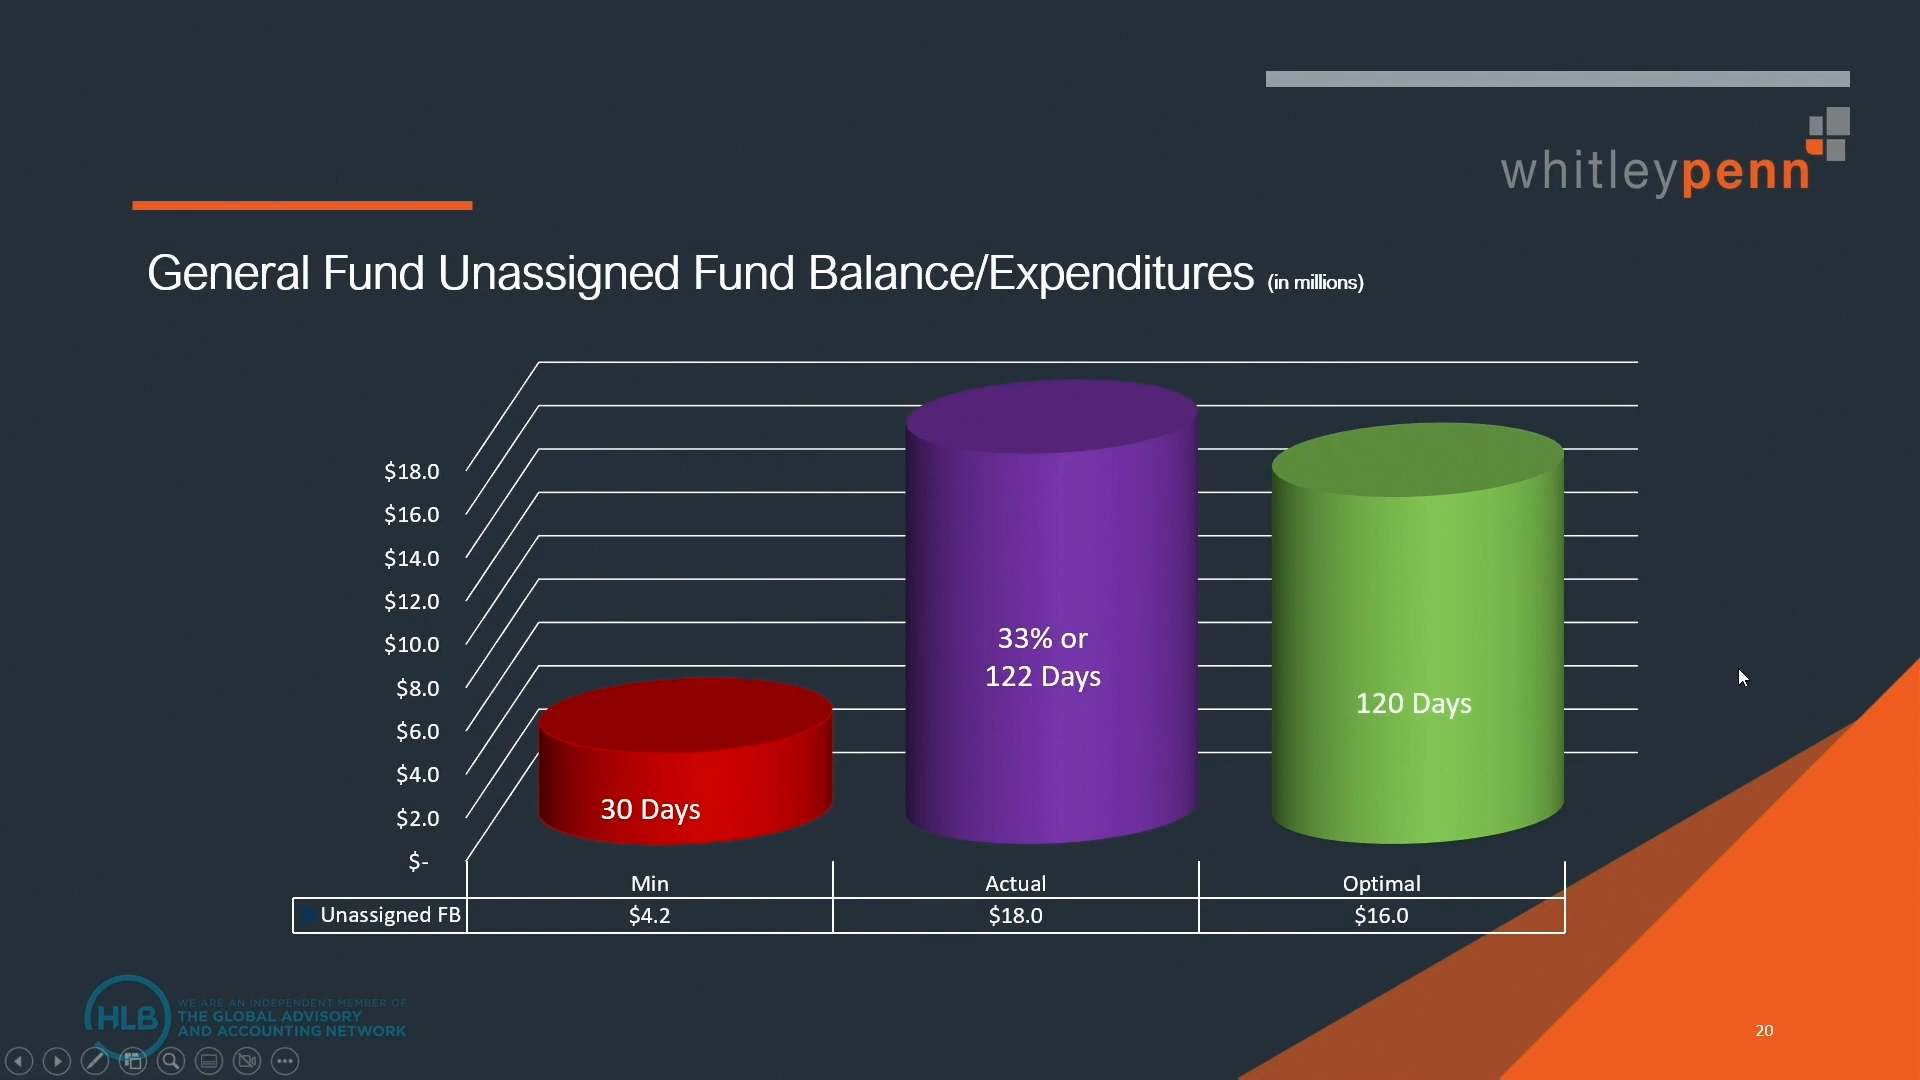 whitleypenn
General Fund Unassigned Fund Balance/Expenditures (in millions)
$18.0
$16.0
$14.0
$12.0
$10.0
$8.0
$6.0
$4.0
$2.0
$-
33% or
122 Days
120 Days
30 Days
Min Actual Optimal
Unassigned FB $4.2 $18.0 $16.0
HLB
WE ARE AN INDEPENDENT MEMBER OF
THE GLOBAL ADVISORY
AND ACCOUNTING NETWORK
20